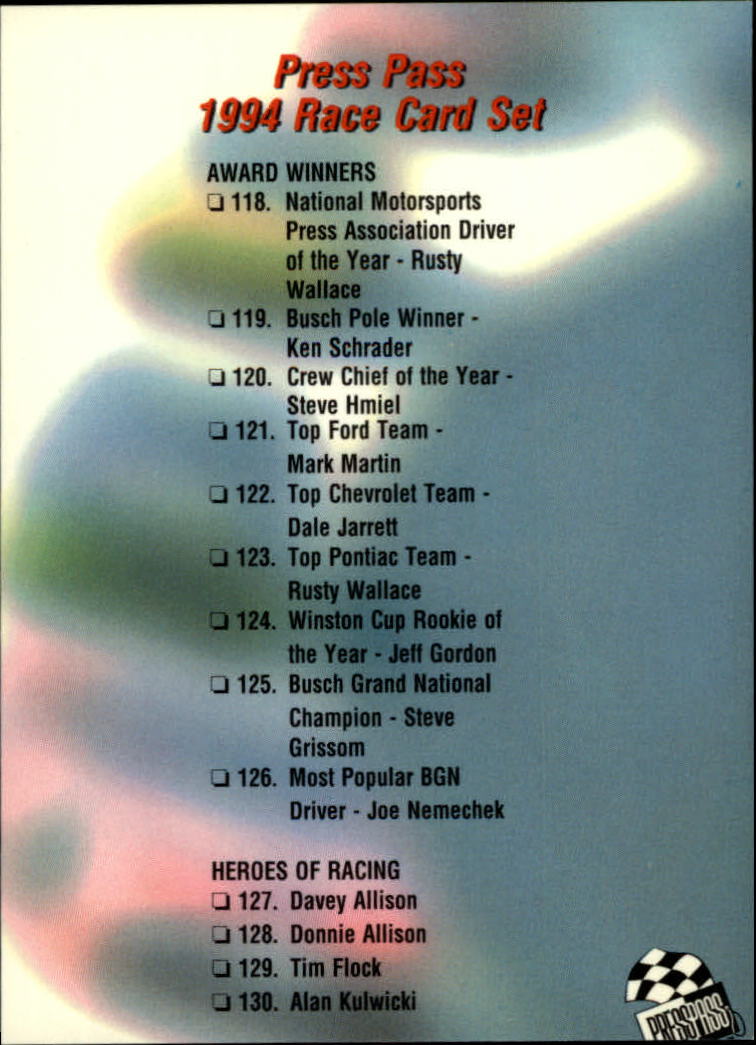 Press Pass
1994 Race Card Set
AWARD WINNERS
❏ 118. National Motorsports
Press Association Driver
of the Year - Rusty
Wallace
❏ 119. Busch Pole Winner -
Ken Schrader
❏ 120. Crew Chief of the Year -
Steve Hmiel
❏ 121. Top Ford Team -
Mark Martin
❏ 122. Top Chevrolet Team -
Dale Jarrett
❏ 123. Top Pontiac Team -
Rusty Wallace
❏ 124. Winston Cup Rookie of
the Year - Jeff Gordon
❏ 125. Busch Grand National
Champion - Steve
Grissom
❏ 126. Most Popular BGN
Driver - Joe Nemechek
HEROES OF RACING
❏ 127. Davey Allison
❏ 128. Donnie Allison
❏ 129. Tim Flock
❏ 130. Alan Kulwicki
PRESS PASS